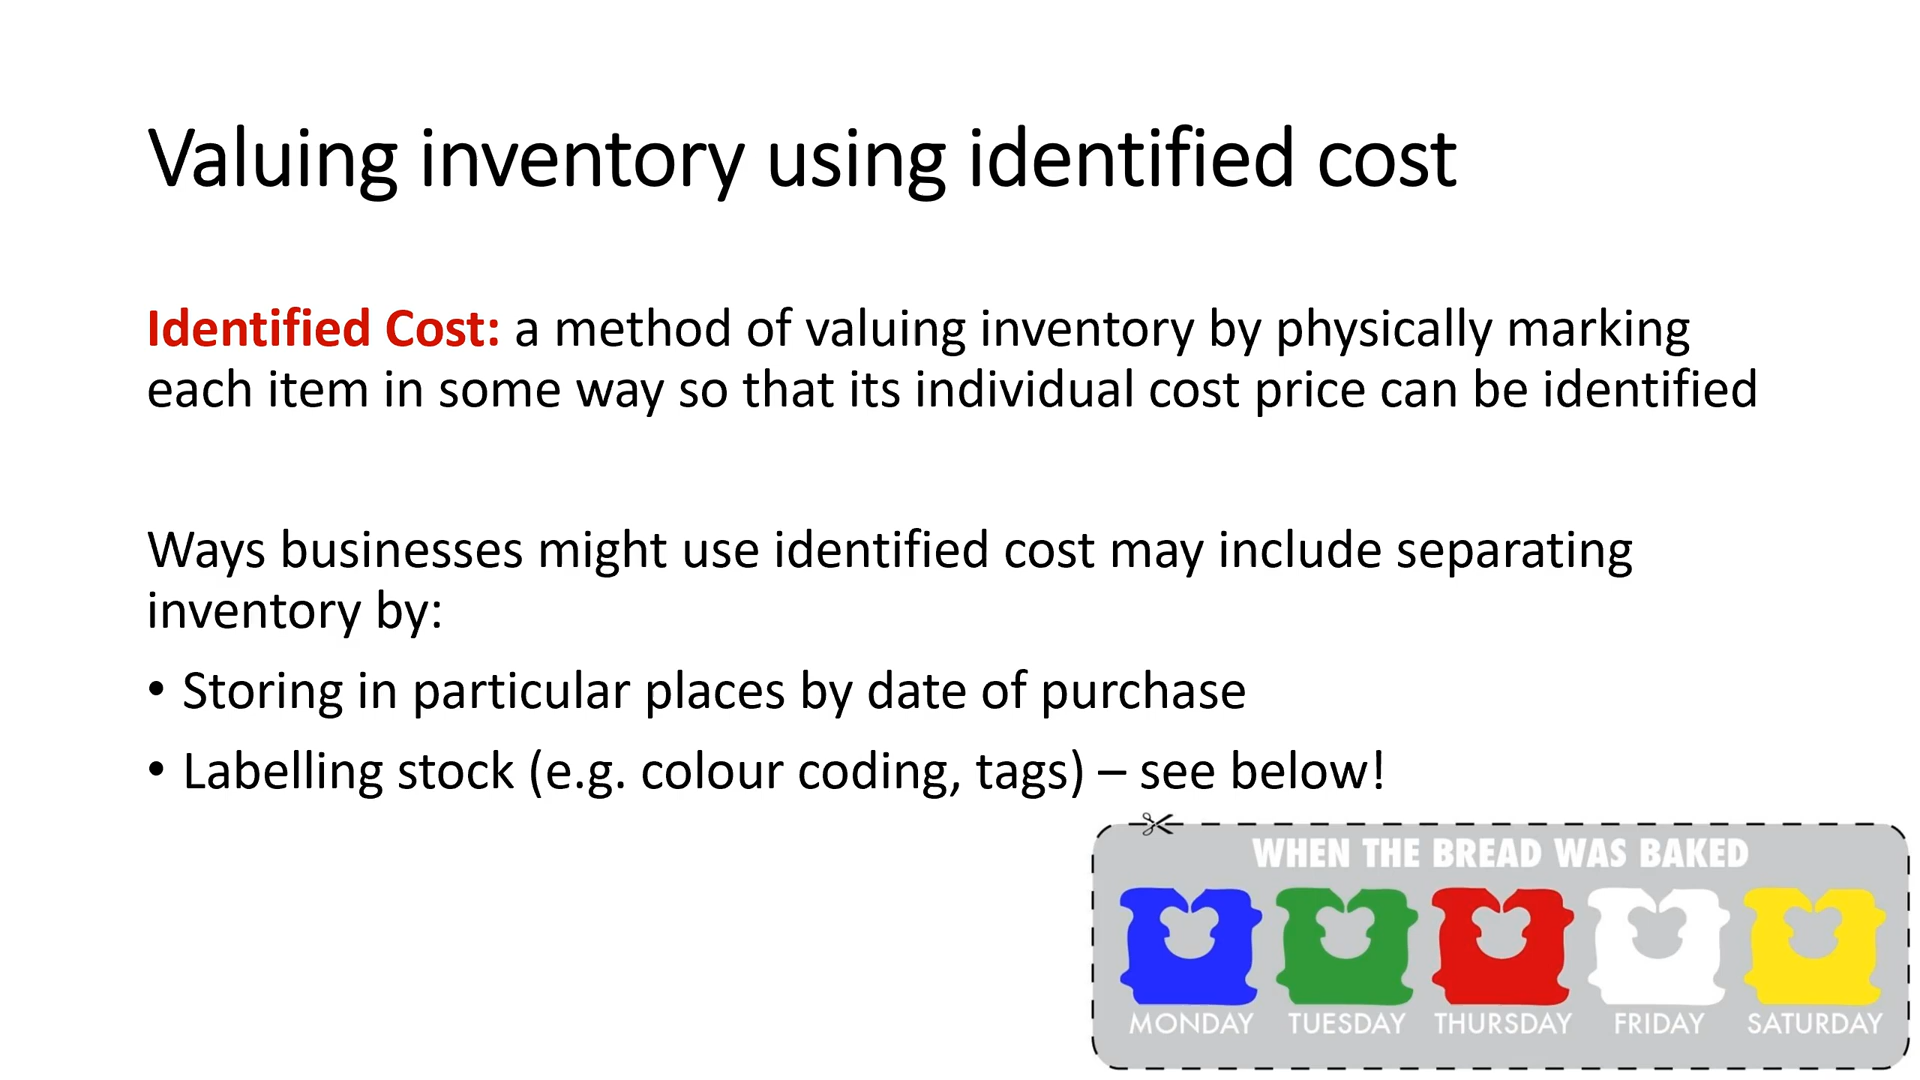 Valuing inventory using identified cost
Identified Cost: a method of valuing inventory by physically marking
each item in some way so that its individual cost price can be identified
Ways businesses might use identified cost may include separating
inventory by:
• Storing in particular places by date of purchase
• Labelling stock (e.g. colour coding, tags) – see below!
WHEN THE BREAD WAS BAKED
MONDAY TUESDAY THURSDAY FRIDAY SATURDAY